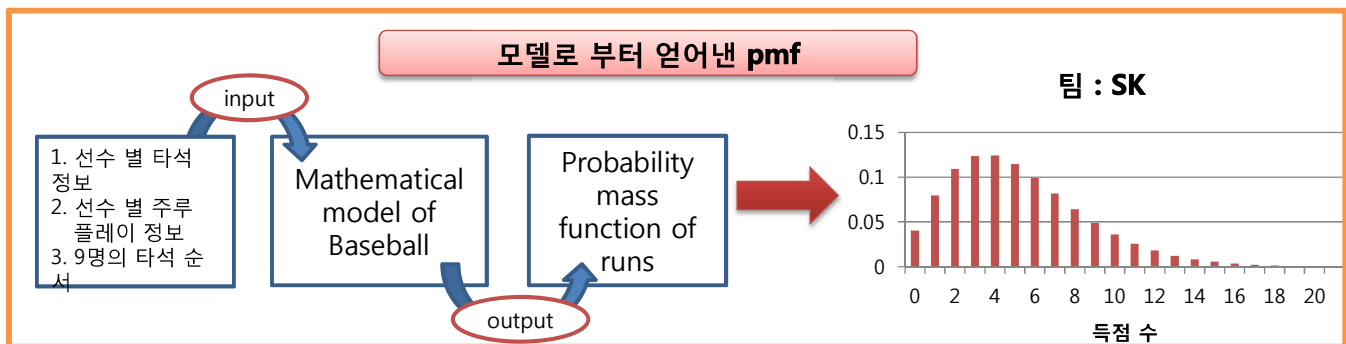 모델로 부터 얻어낸 pmf
input
1. 선수 별 타석
정보
2. 선수 별 주루
플레이 정보
3. 9명의 타석 순
서
Mathematical
model of
Baseball
output
Probability
mass
function of
runs
팀 : SK
0.15
0.1
0.05
0
0 2 4 6 8 10 12 14 16 18 20
득점 수